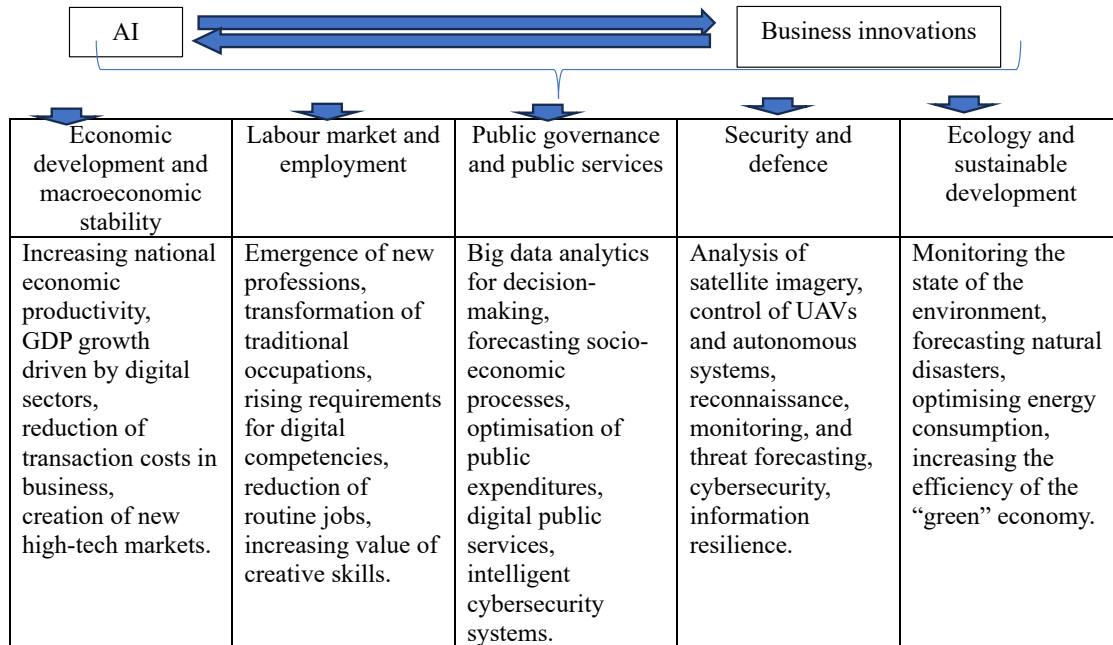 AI
Business innovations
Economic
development and
macroeconomic
stability
Labour market and
employment
Public governance
and public services
Security and
defence
Ecology and
sustainable
development
Increasing national
economic
productivity,
GDP growth
driven by digital
sectors,
reduction of
transaction costs in
business,
creation of new
high-tech markets.
Emergence of new
professions,
transformation of
traditional
occupations,
rising requirements
for digital
competencies,
reduction of
routine jobs,
increasing value of
creative skills.
Big data analytics
for decision-
making,
forecasting socio-
economic
processes,
optimisation of
public
expenditures,
digital public
services,
intelligent
cybersecurity
systems.
Analysis of
satellite imagery,
control of UAVs
and autonomous
systems,
reconnaissance,
monitoring, and
threat forecasting,
cybersecurity,
information
resilience.
Monitoring the
state of the
environment,
forecasting natural
disasters,
optimising energy
consumption,
increasing the
efficiency of the
“green” economy.